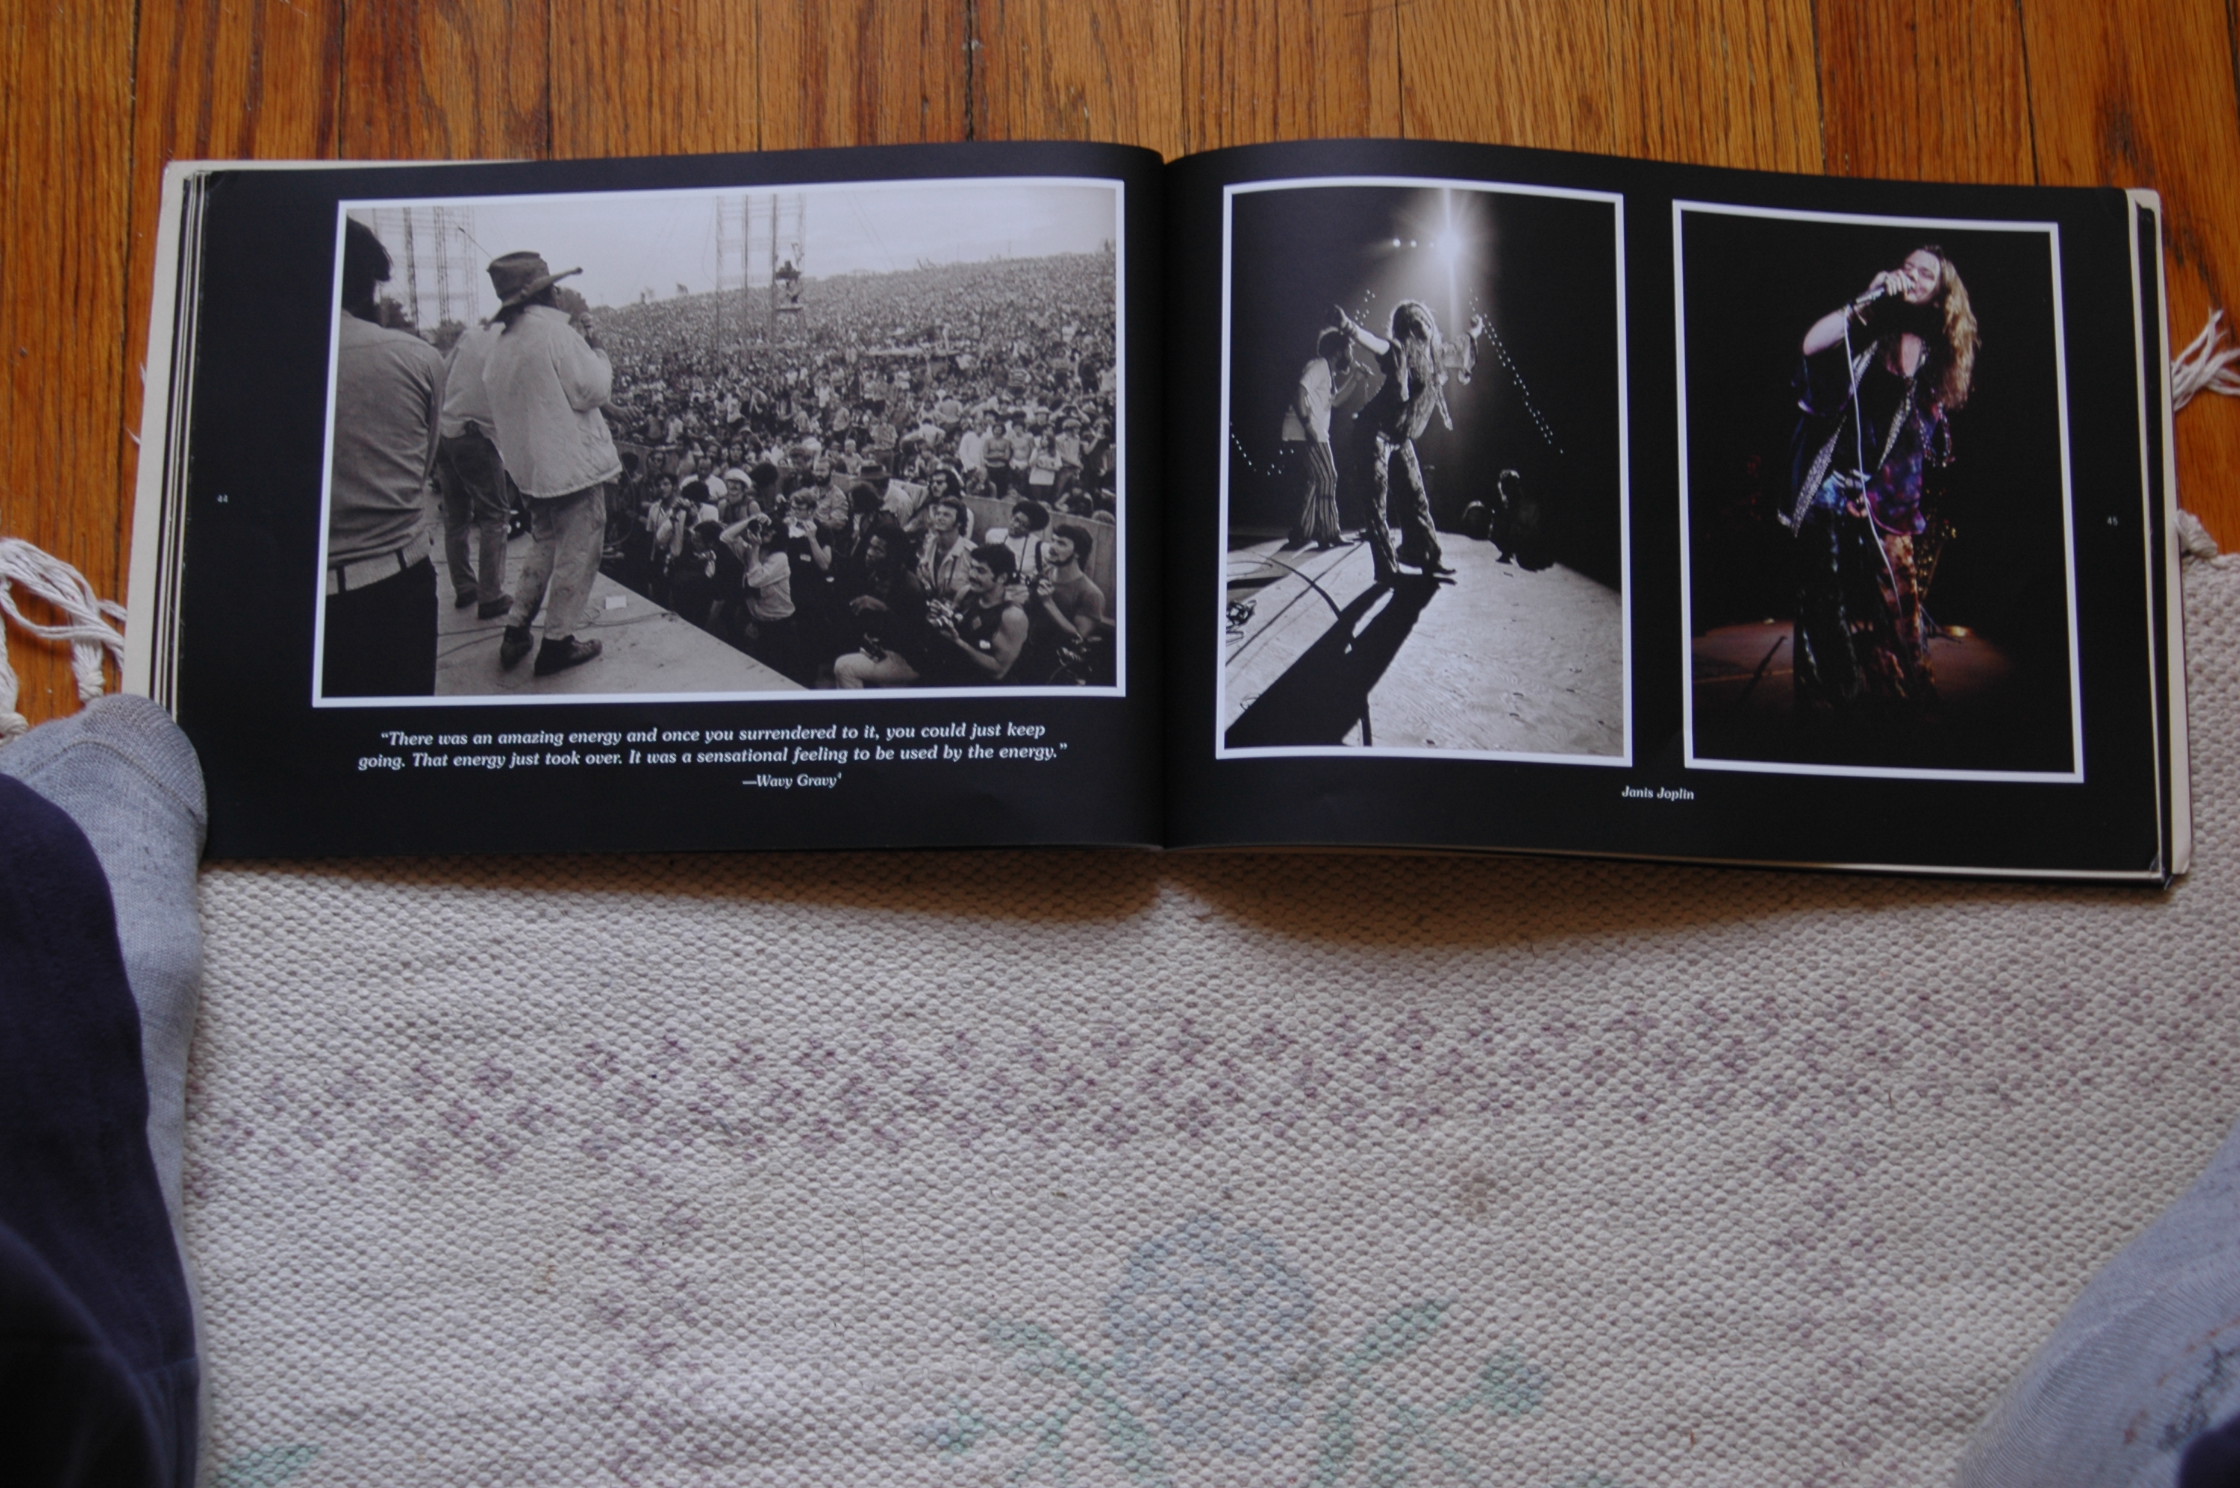 44
“There was an amazing energy and once you surrendered to it, you could just keep
going. That energy just took over. It was a sensational feeling to be used by the energy.”
—Wavy Gravy⁴
Janis Joplin
45